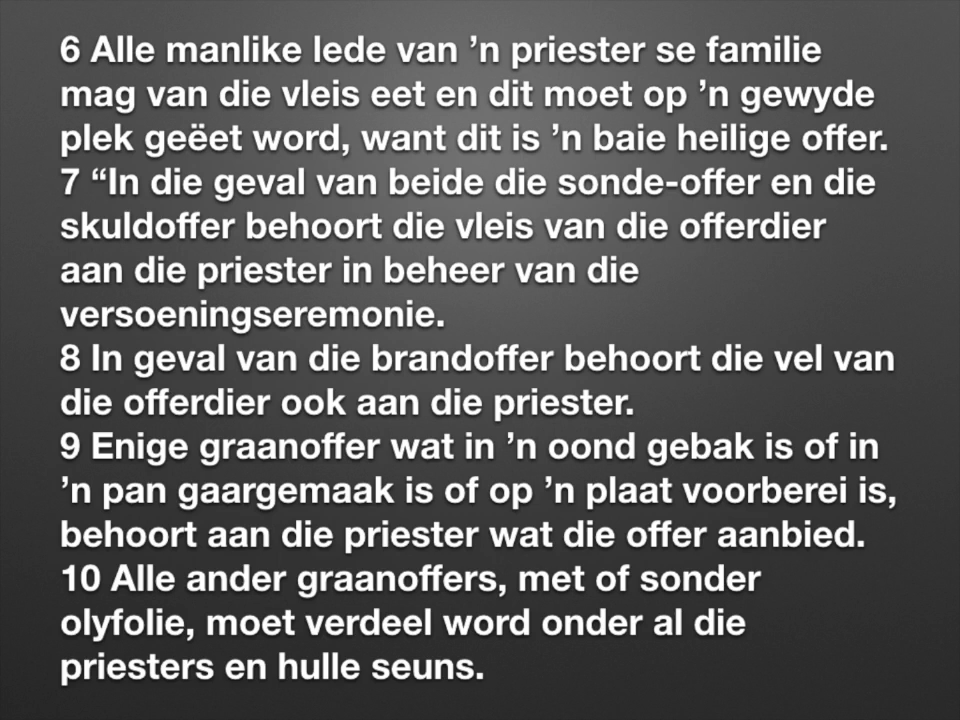 6 Alle manlike lede van ’n priester se familie
mag van die vleis eet en dit moet op ’n gewyde
plek geëet word, want dit is ’n baie heilige offer.
7 “In die geval van beide die sonde-offer en die
skuldoffer behoort die vleis van die offerdier
aan die priester in beheer van die
versoeningseremonie.
8 In geval van die brandoffer behoort die vel van
die offerdier ook aan die priester.
9 Enige graanoffer wat in ’n oond gebak is of in
’n pan gaargemaak is of op ’n plaat voorberei is,
behoort aan die priester wat die offer aanbied.
10 Alle ander graanoffers, met of sonder
olyfolie, moet verdeel word onder al die
priesters en hulle seuns.